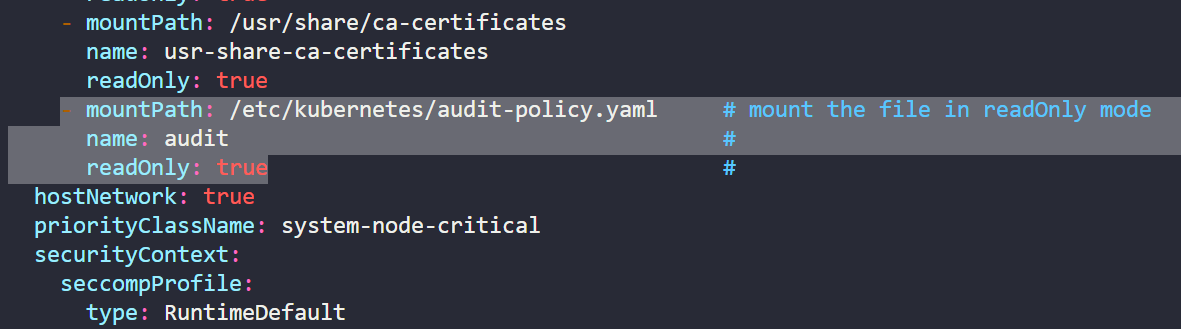 readOnly: true
- mountPath: /usr/share/ca-certificates
name: usr-share-ca-certificates
readOnly: true
- mountPath: /etc/kubernetes/audit-policy.yaml # mount the file in readOnly mode
name: audit #
readOnly: true #
hostNetwork: true
priorityClassName: system-node-critical
securityContext:
seccompProfile:
type: RuntimeDefault